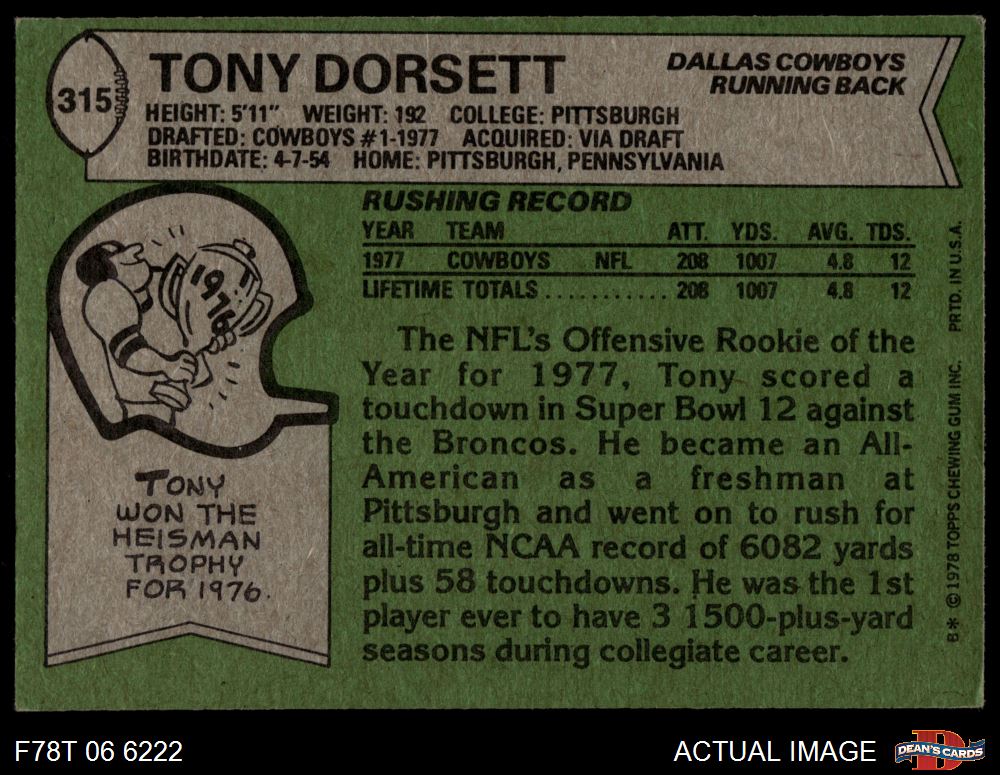 315
TONY DORSETT
DALLAS COWBOYS
RUNNING BACK
HEIGHT: 5'11" WEIGHT: 192 COLLEGE: PITTSBURGH
DRAFTED: COWBOYS #1-1977 ACQUIRED: VIA DRAFT
BIRTHDATE: 4-7-54 HOME: PITTSBURGH, PENNSYLVANIA
RUSHING RECORD
YEAR TEAM ATT. YDS. AVG. TDS.
1977 COWBOYS NFL 208 1007 4.8 12
LIFETIME TOTALS ........... 208 1007 4.8 12
The NFL's Offensive Rookie of the
Year for 1977, Tony scored a
touchdown in Super Bowl 12 against
the Broncos. He became an All-
American as a freshman at
Pittsburgh and went on to rush for
all-time NCAA record of 6082 yards
plus 58 touchdowns. He was the 1st
player ever to have 3 1500-plus-yard
seasons during collegiate career.
1976
TONY
WON THE
HEISMAN
TROPHY
FOR 1976.
B* ©1978 TOPPS CHEWING GUM INC. PRTD. IN U.S.A.
F78T 06 6222
ACTUAL IMAGE
D
DEAN'S CARDS